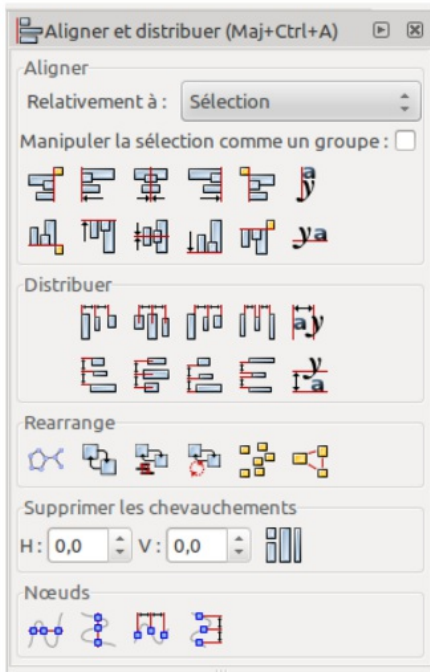 Aligner et distribuer (Maj+Ctrl+A)
Aligner
Relativement à : Sélection
Manipuler la sélection comme un groupe :
Distribuer
Rearrange
Supprimer les chevauchements
H : 0,0 V : 0,0
Nœuds